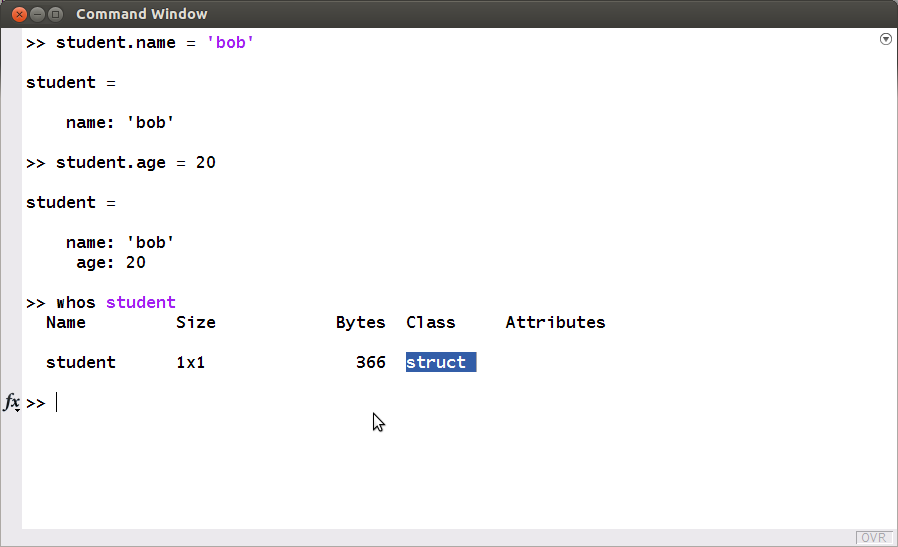 Command Window
>> student.name = 'bob'
student =
name: 'bob'
>> student.age = 20
student =
name: 'bob'
age: 20
>> whos student
Name Size Bytes Class Attributes
student 1x1 366 struct
fx >>
OVR